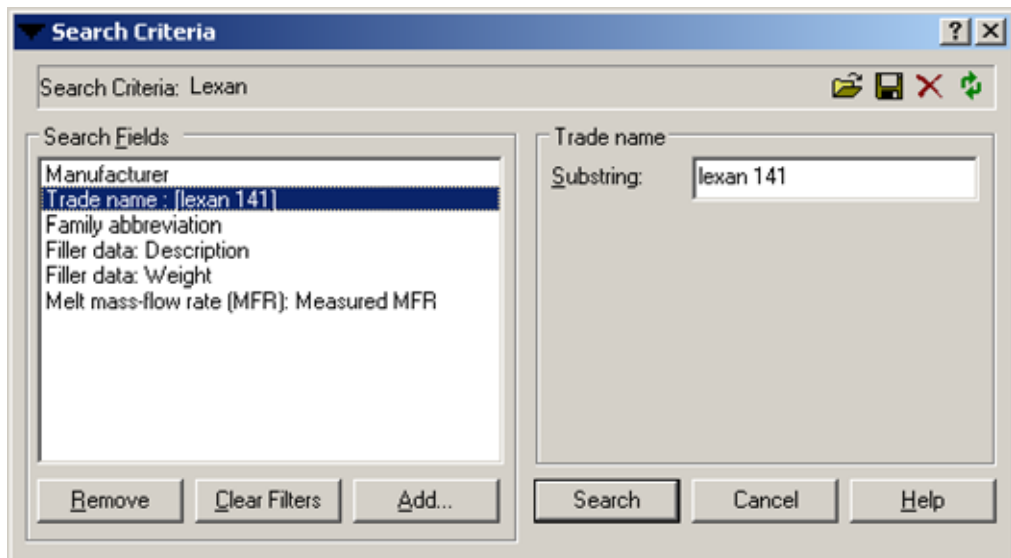 Search Criteria
?
Search Criteria: Lexan
Search Fields
Manufacturer
Trade name : [lexan 141]
Family abbreviation
Filler data: Description
Filler data: Weight
Melt mass-flow rate (MFR): Measured MFR
Remove
Clear Filters
Add...
Trade name
Substring: lexan 141
Search
Cancel
Help